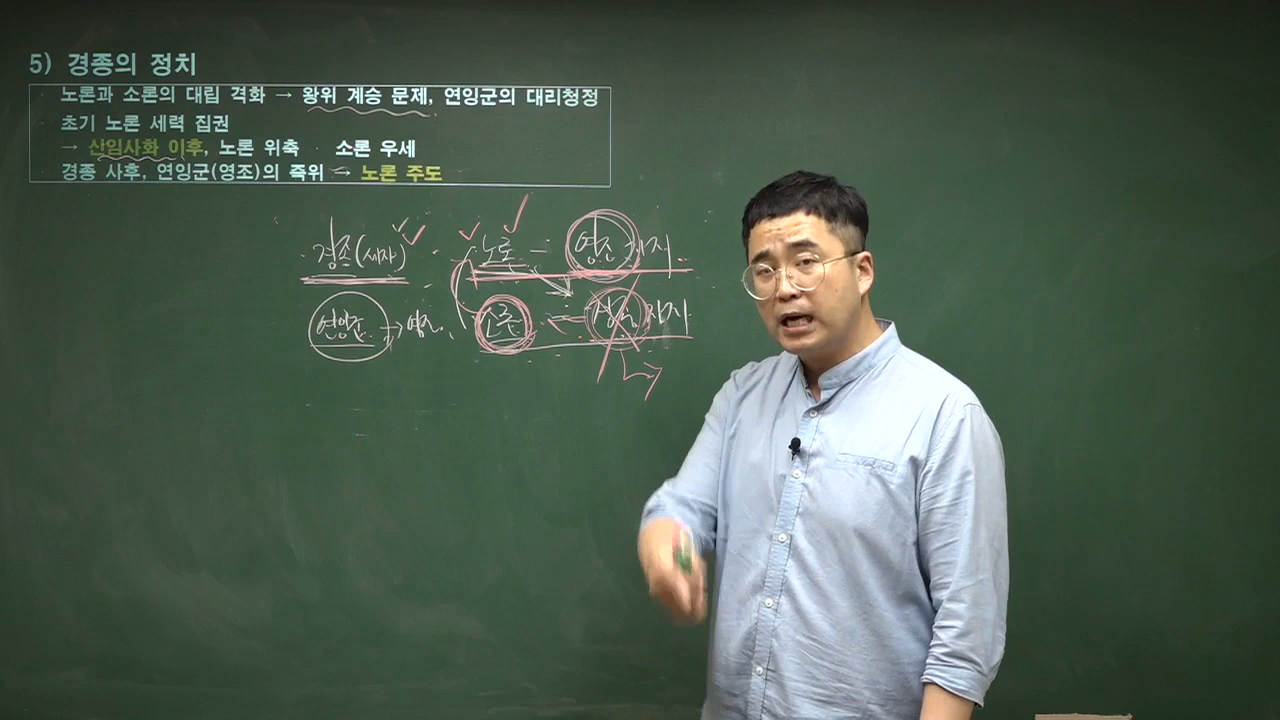 5) 경종의 정치
노론과 소론의 대립 격화 → 왕위 계승 문제, 연잉군의 대리청정
초기 노론 세력 집권
→ 신임사화 이후, 노론 위축 · 소론 우세
경종 사후, 연잉군(영조)의 즉위 → 노론 주도
경종(세자) 노론 - 영조 지지
연잉군 → 영조 소론 경종 지지